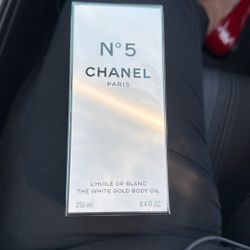 N°5
CHANEL
PARIS
L'HUILE OR BLANC
THE WHITE GOLD BODY OIL
250 ml 8.4 FL. OZ.